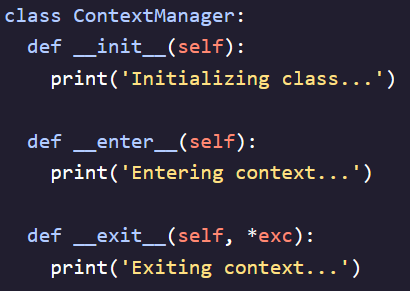 class ContextManager:
  def __init__(self):
    print('Initializing class...')

  def __enter__(self):
    print('Entering context...')

  def __exit__(self, *exc):
    print('Exiting context...')